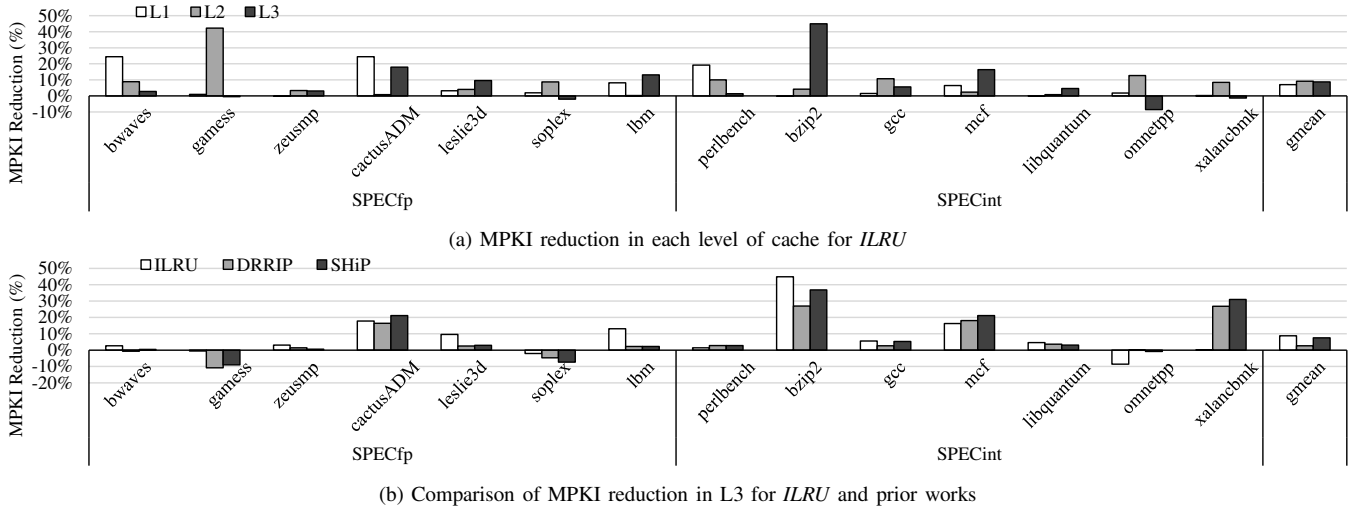 L1 L2 L3
MPKI Reduction (%)
50%
40%
30%
20%
10%
0%
-10%
bwaves
gamess
zeusmp
cactusADM
leslie3d
soplex
lbm
perlbench
bzip2
gcc
mcf
libquantum
omnetpp
xalancbmk
gmean
SPECfp SPECint
(a) MPKI reduction in each level of cache for ILRU
ILRU DRRIP SHiP
MPKI Reduction (%)
50%
40%
30%
20%
10%
0%
-10%
-20%
bwaves
gamess
zeusmp
cactusADM
leslie3d
soplex
lbm
perlbench
bzip2
gcc
mcf
libquantum
omnetpp
xalancbmk
gmean
SPECfp SPECint
(b) Comparison of MPKI reduction in L3 for ILRU and prior works